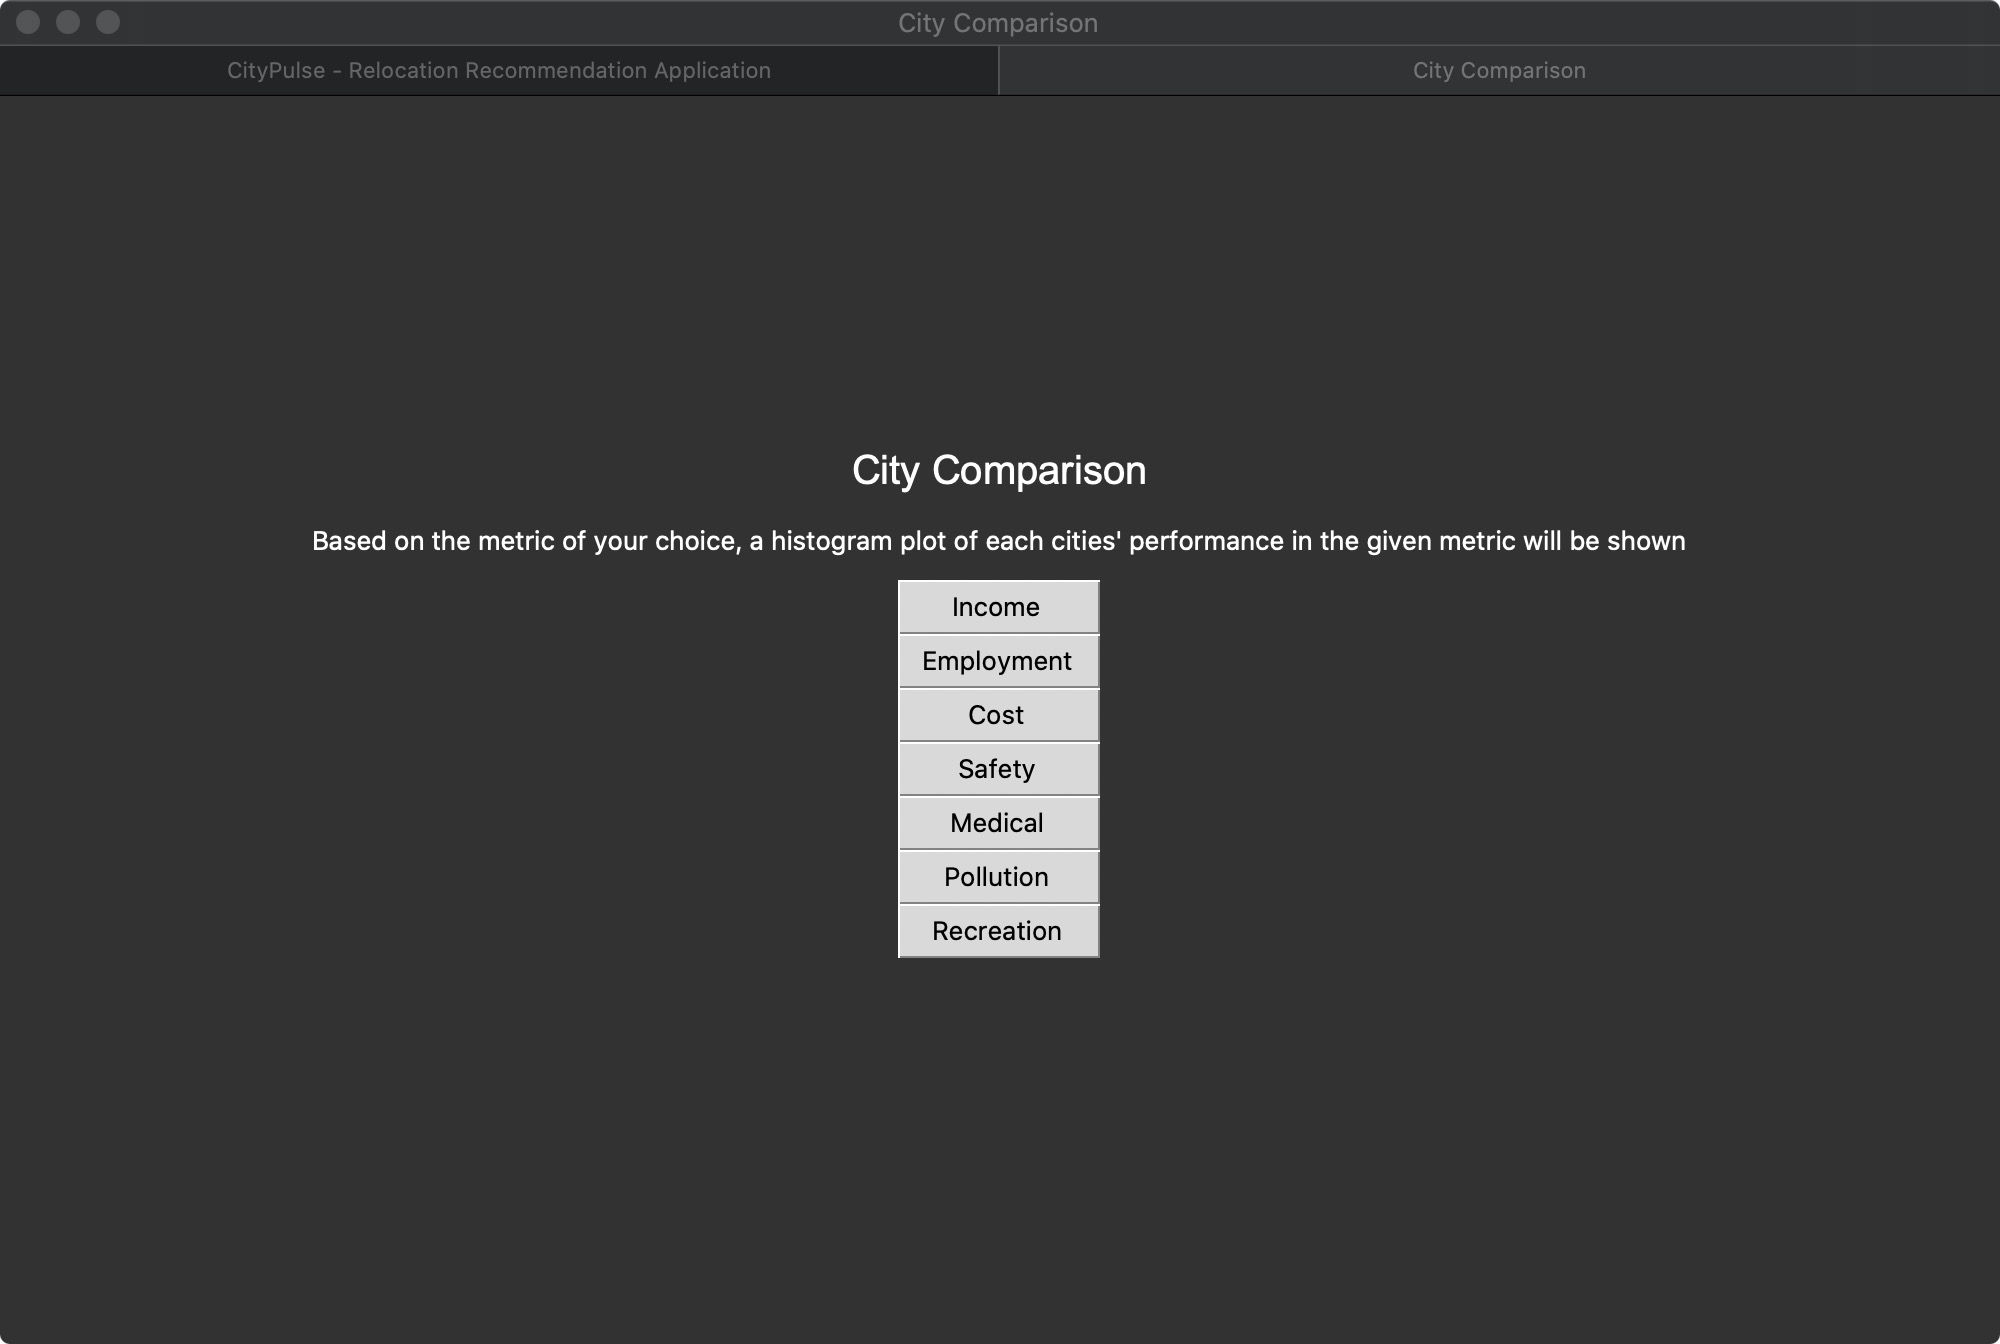 City Comparison
CityPulse - Relocation Recommendation Application
City Comparison
City Comparison
Based on the metric of your choice, a histogram plot of each cities' performance in the given metric will be shown
Income
Employment
Cost
Safety
Medical
Pollution
Recreation